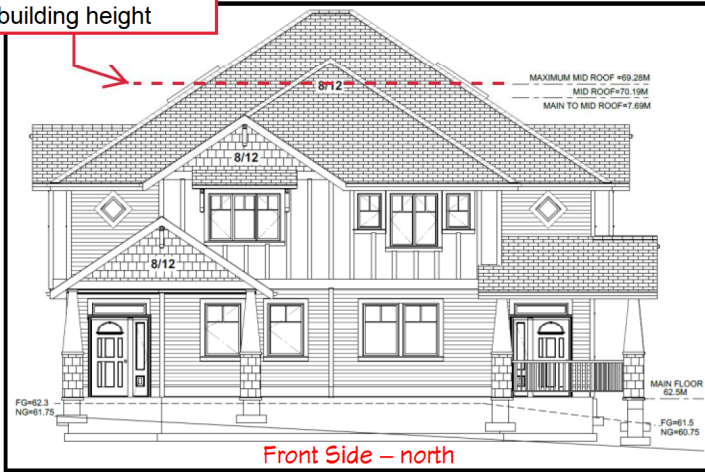 building height
MAXIMUM MID ROOF =69.28M
MID ROOF=70.19M
MAIN TO MID ROOF=7.69M
8/12
8/12
8/12
MAIN FLOOR
62.5M
FG=62.3
NG=61.75
FG=61.5
NG=60.75
Front Side – north